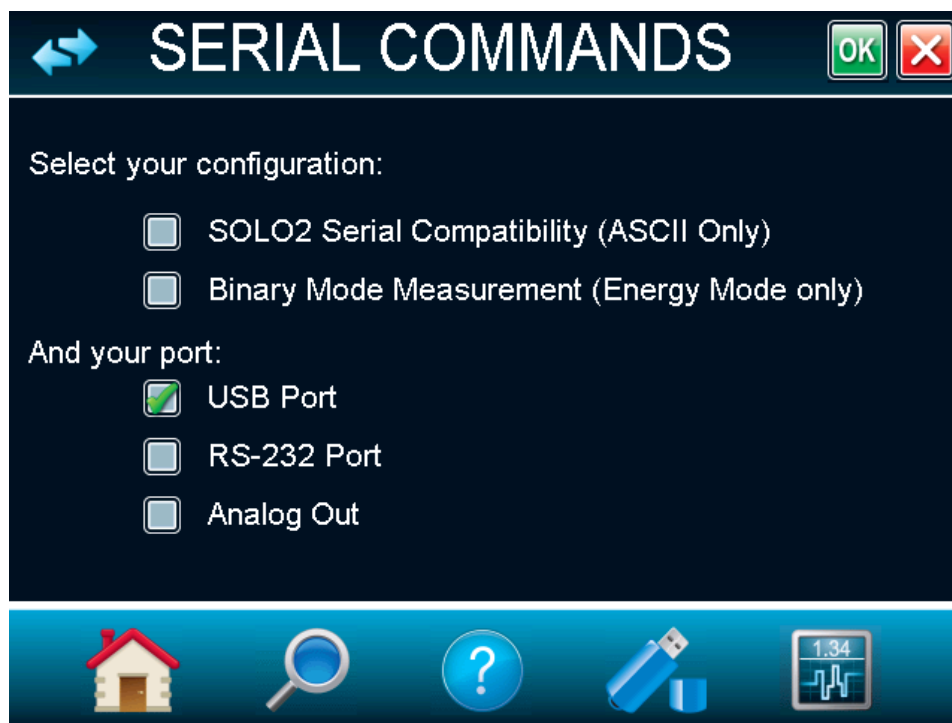 SERIAL COMMANDS
OK
Select your configuration:
SOLO2 Serial Compatibility (ASCII Only)
Binary Mode Measurement (Energy Mode only)
And your port:
USB Port
RS-232 Port
Analog Out
?
1.34